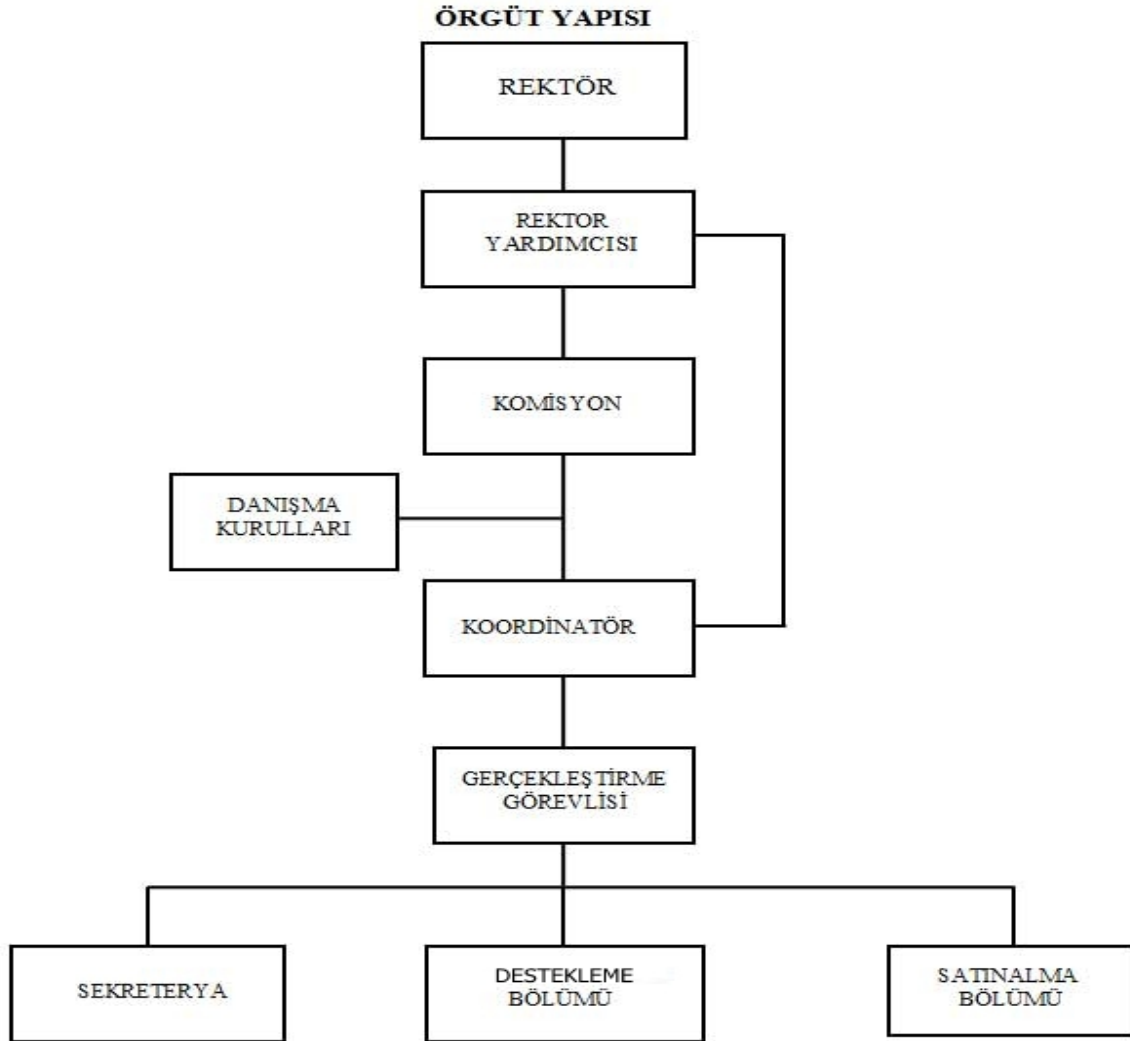 ÖRGÜT YAPISI
REKTÖR
REKTOR
YARDIMCISI
KOMİSYON
DANIŞMA
KURULLARI
KOORDİNATÖR
GERÇEKLEŞTİRME
GÖREVLİSİ
SEKRETERYA
DESTEKLEME
BÖLÜMÜ
SATINALMA
BÖLÜMÜ